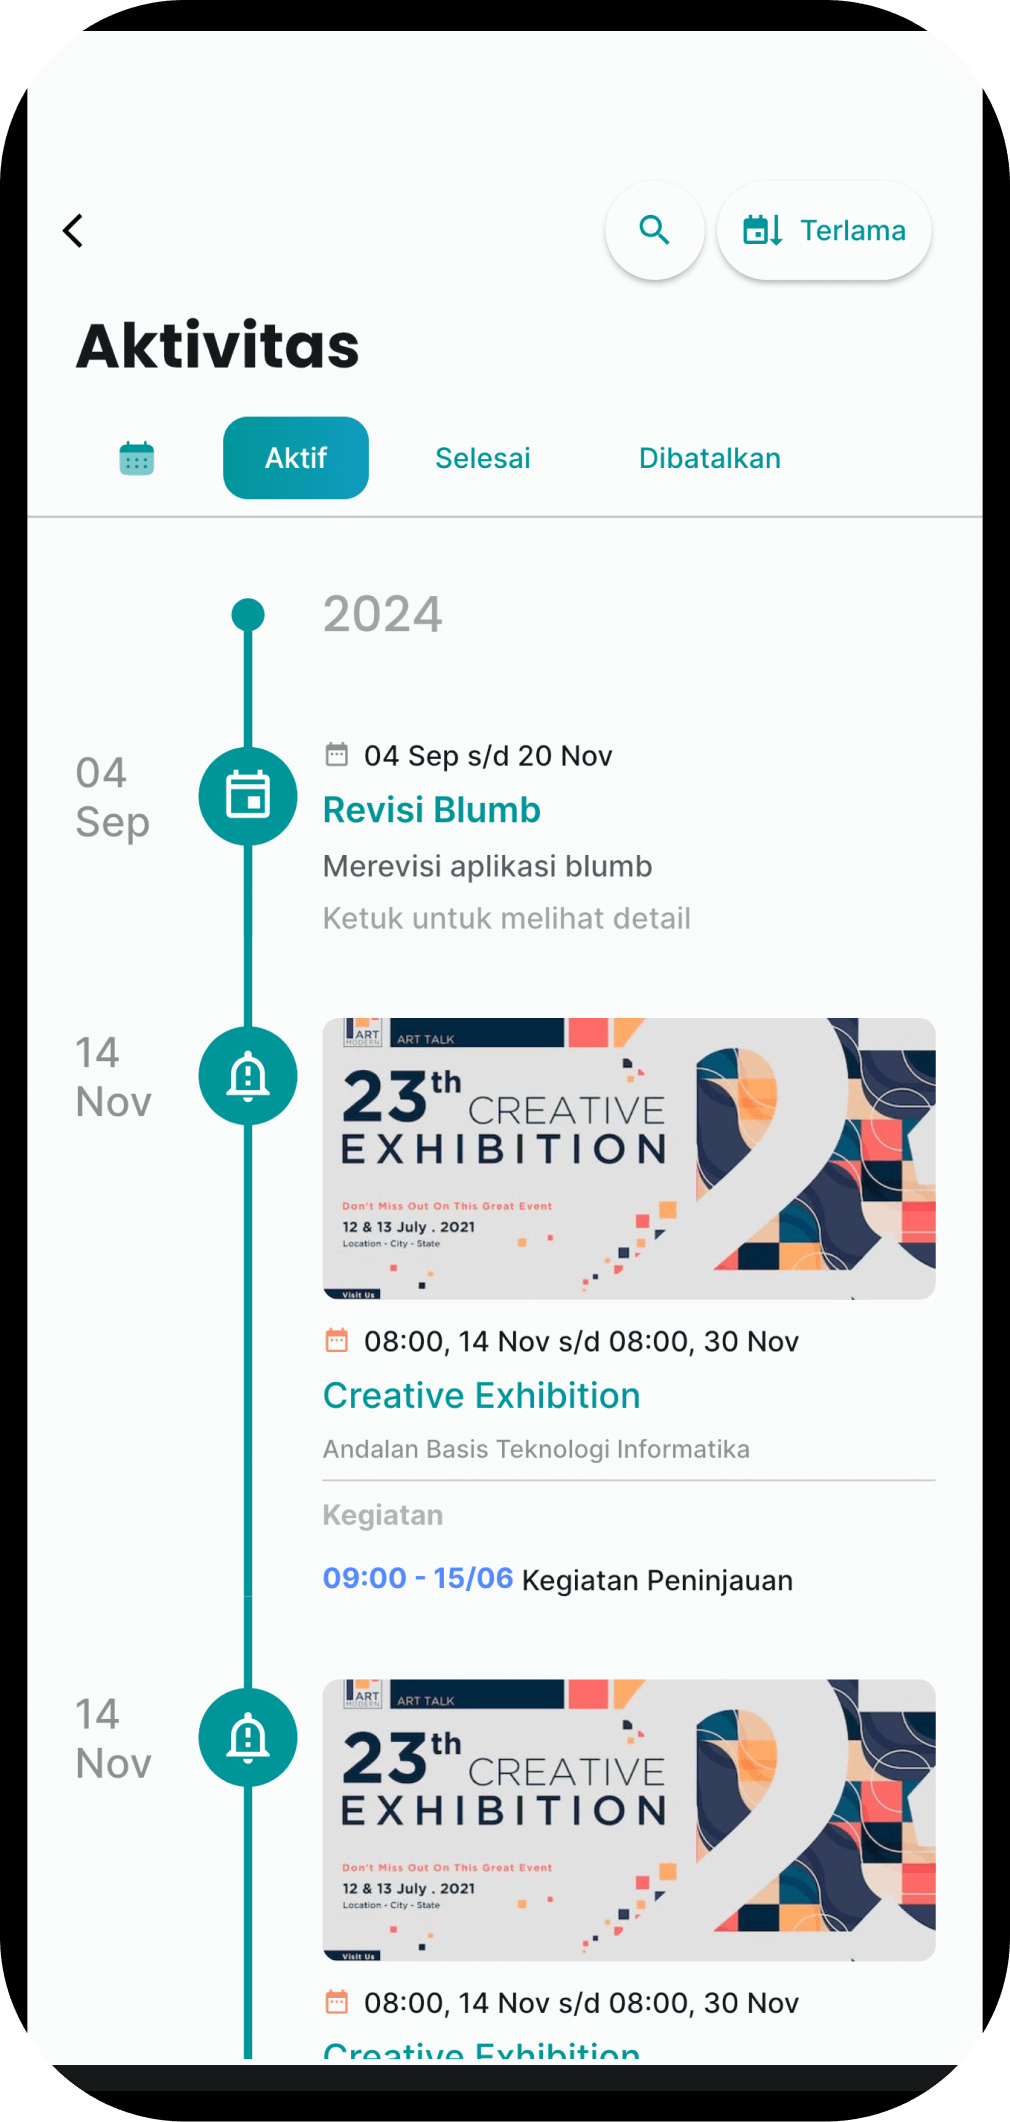 Terlama
Aktivitas
Aktif
Selesai
Dibatalkan
2024
04
Sep
04 Sep s/d 20 Nov
Revisi Blumb
Merevisi aplikasi blumb
Ketuk untuk melihat detail
14
Nov
ART
MODERN
ART TALK
23th
CREATIVE
EXHIBITION
Don't Miss Out On This Great Event
12 & 13 July . 2021
Location - City - State
Visit Us
08:00, 14 Nov s/d 08:00, 30 Nov
Creative Exhibition
Andalan Basis Teknologi Informatika
Kegiatan
09:00 - 15/06 Kegiatan Peninjauan
14
Nov
ART
MODERN
ART TALK
23th
CREATIVE
EXHIBITION
Don't Miss Out On This Great Event
12 & 13 July . 2021
Location - City - State
Visit Us
08:00, 14 Nov s/d 08:00, 30 Nov
Creative Exhibition